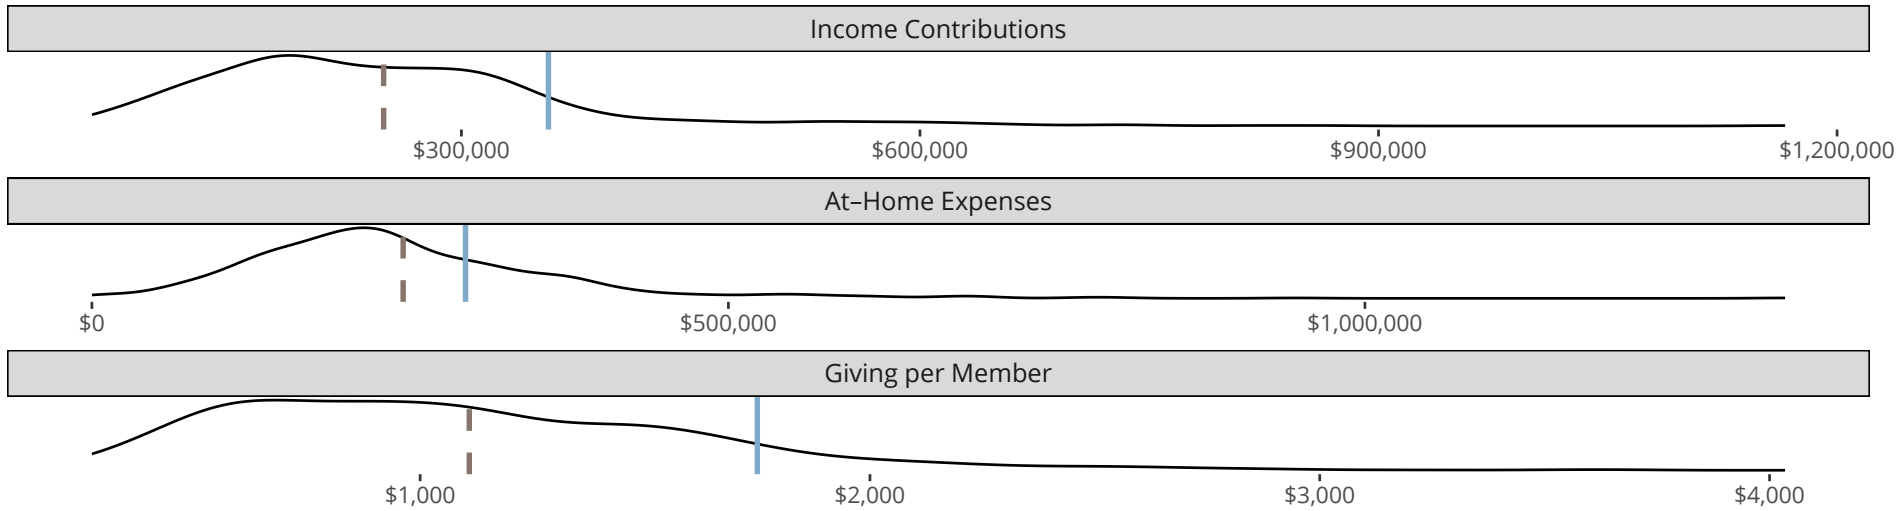 Income Contributions
$300,000 $600,000 $900,000 $1,200,000
At–Home Expenses
$0 $500,000 $1,000,000
Giving per Member
$1,000 $2,000 $3,000 $4,000